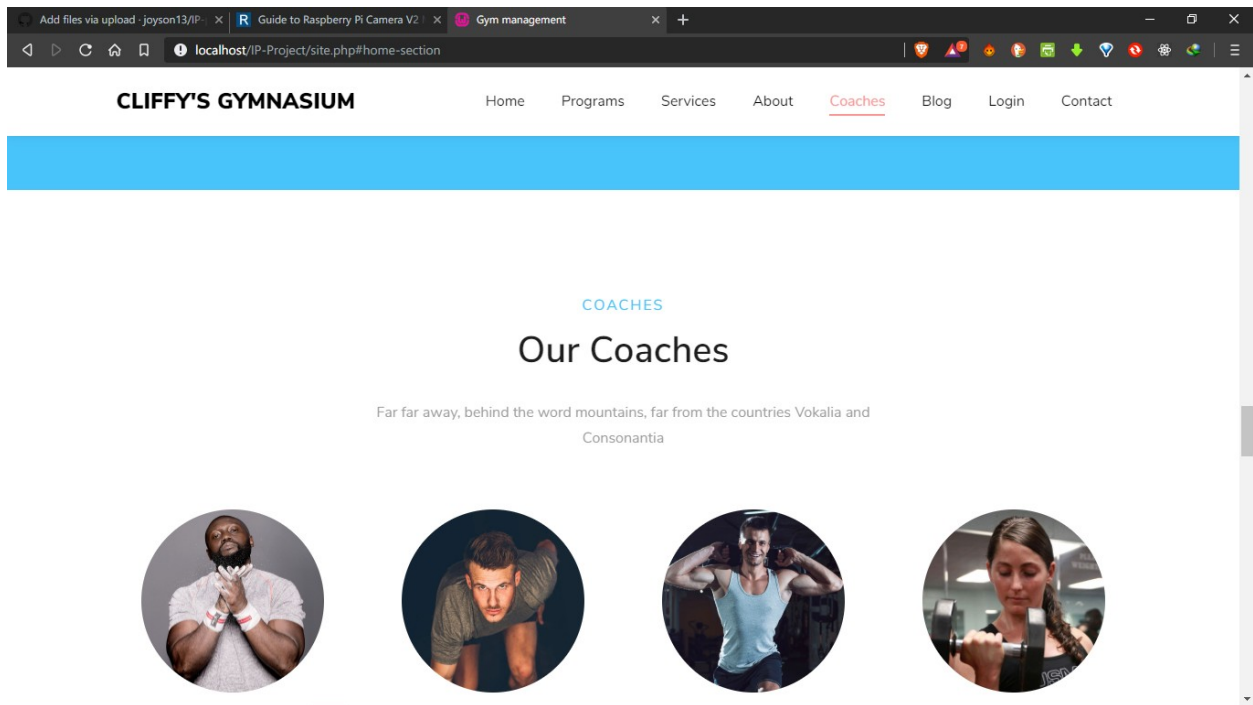 Add files via upload · joyson13/IP-
Guide to Raspberry Pi Camera V2
Gym management
localhost/IP-Project/site.php#home-section
CLIFFY'S GYMNASIUM
Home Programs Services About Coaches Blog Login Contact
COACHES
Our Coaches
Far far away, behind the word mountains, far from the countries Vokalia and
Consonantia